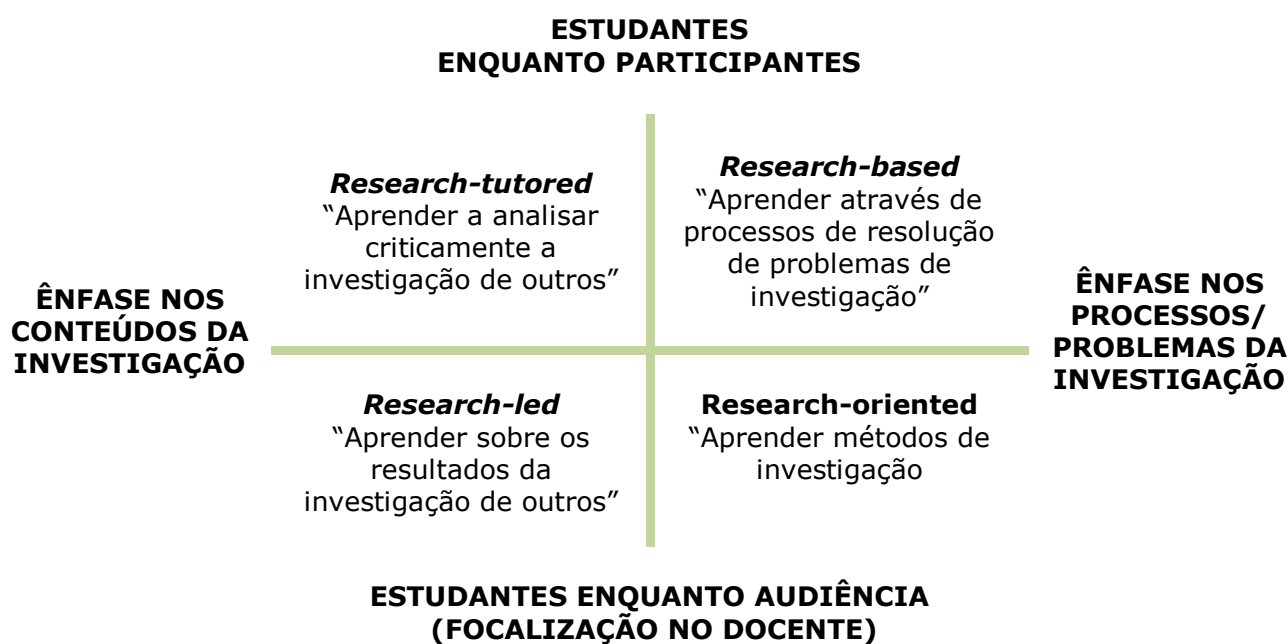 ESTUDANTES
ENQUANTO PARTICIPANTES
Research-tutored
“Aprender a analisar
criticamente a
investigação de outros”
Research-based
“Aprender através de
processos de resolução
de problemas de
investigação”
ÊNFASE NOS
CONTEÚDOS DA
INVESTIGAÇÃO
ÊNFASE NOS
PROCESSOS/
PROBLEMAS DA
INVESTIGAÇÃO
Research-led
“Aprender sobre os
resultados da
investigação de outros”
Research-oriented
“Aprender métodos de
investigação
ESTUDANTES ENQUANTO AUDIÊNCIA
(FOCALIZAÇÃO NO DOCENTE)